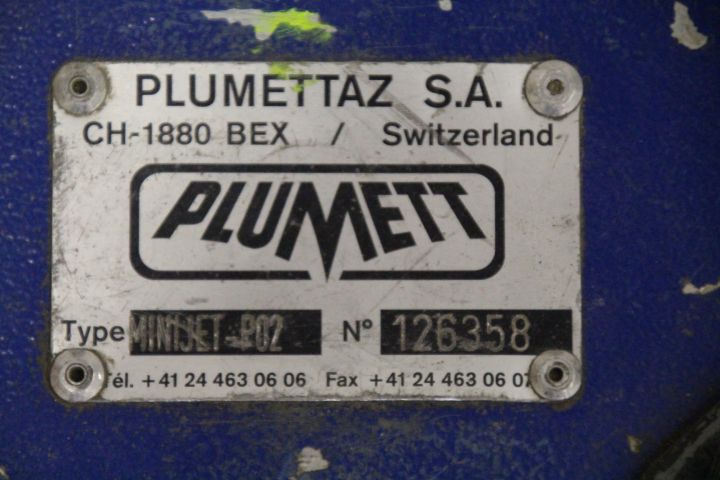 PLUMETTAZ S.A.
CH-1880 BEX / Switzerland
PLUMETT
Type MINIJET-P02 N° 126358
Tél. +41 24 463 06 06 Fax +41 24 463 06 07